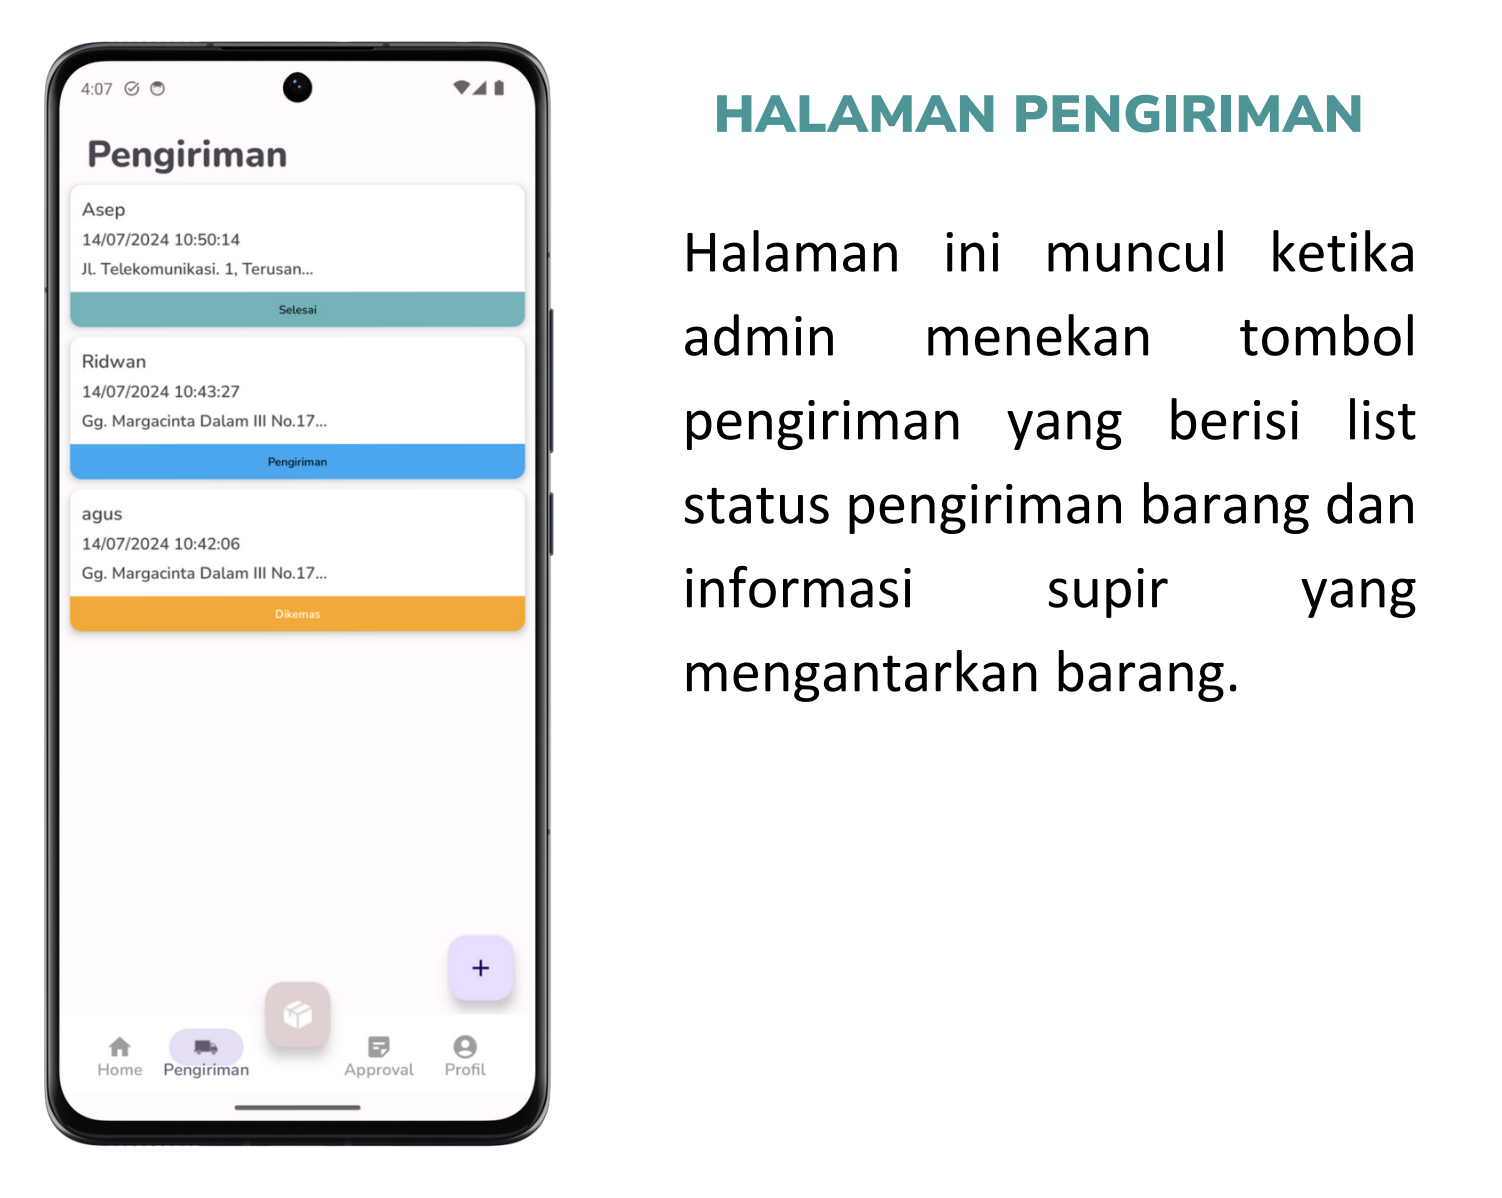 4:07
Pengiriman
Asep
14/07/2024 10:50:14
Jl. Telekomunikasi. 1, Terusan...
Selesai
Ridwan
14/07/2024 10:43:27
Gg. Margacinta Dalam III No.17...
Pengiriman
agus
14/07/2024 10:42:06
Gg. Margacinta Dalam III No.17...
Dikemas
+
Home Pengiriman Approval Profil
HALAMAN PENGIRIMAN
Halaman ini muncul ketika
admin menekan tombol
pengiriman yang berisi list
status pengiriman barang dan
informasi supir yang
mengantarkan barang.